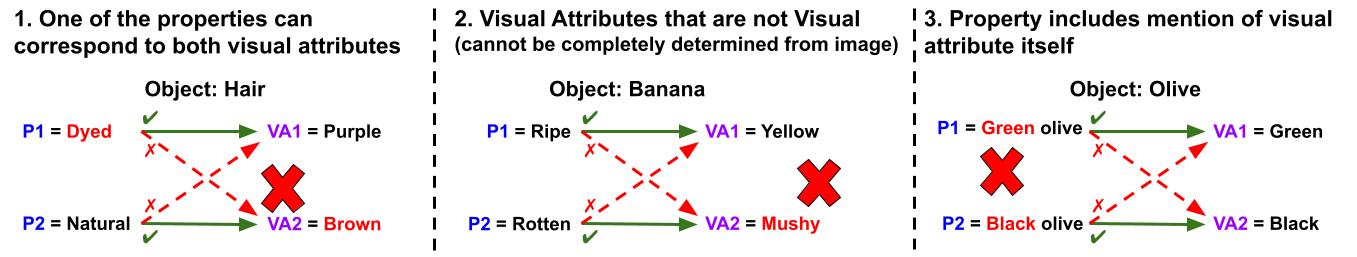 1. One of the properties can
correspond to both visual attributes
Object: Hair
P1 = Dyed
VA1 = Purple
P2 = Natural
VA2 = Brown
2. Visual Attributes that are not Visual
(cannot be completely determined from image)
Object: Banana
P1 = Ripe
VA1 = Yellow
P2 = Rotten
VA2 = Mushy
3. Property includes mention of visual
attribute itself
Object: Olive
P1 = Green olive
VA1 = Green
P2 = Black olive
VA2 = Black